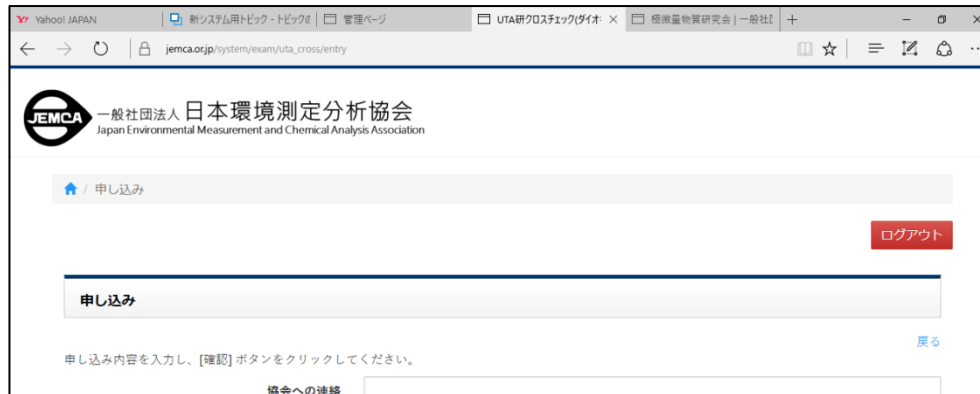 Yahoo! JAPAN
新システム用トピック - トピックの
管理ページ
UTA研クロスチェック(ダイオ
極微量物質研究会 | 一般社団
jemca.or.jp/system/exam/uta_cross/entry
JEMCA
一般社団法人 日本環境測定分析協会
Japan Environmental Measurement and Chemical Analysis Association
/ 申し込み
ログアウト
申し込み
戻る
申し込み内容を入力し、[確認] ボタンをクリックしてください。
協会への連絡